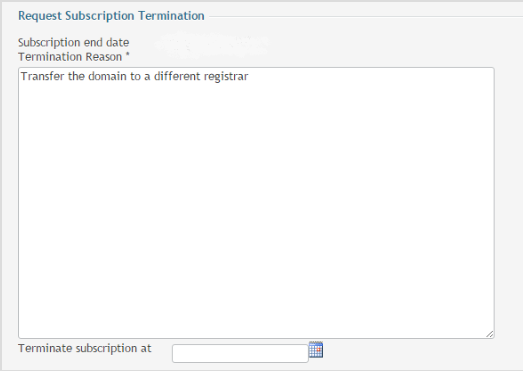 Request Subscription Termination
Subscription end date
Termination Reason *
Transfer the domain to a different registrar
Terminate subscription at